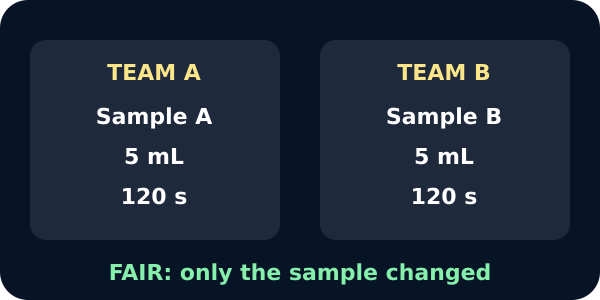 TEAM A
Sample A
5 mL
120 s
TEAM B
Sample B
5 mL
120 s
FAIR: only the sample changed